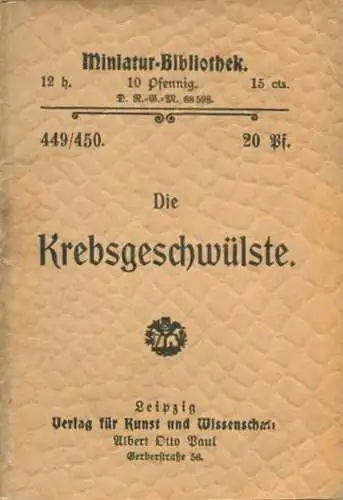 Miniatur-Bibliothek.
12 h. 10 Pfennig. 15 cts.
D. R.-G.-M. 68598.
449/450. 20 Pf.
Die
Krebsgeschwülste.
Leipzig
Verlag für Kunst und Wissenschaft
Albert Otto Paul
Gerberstraße 56.